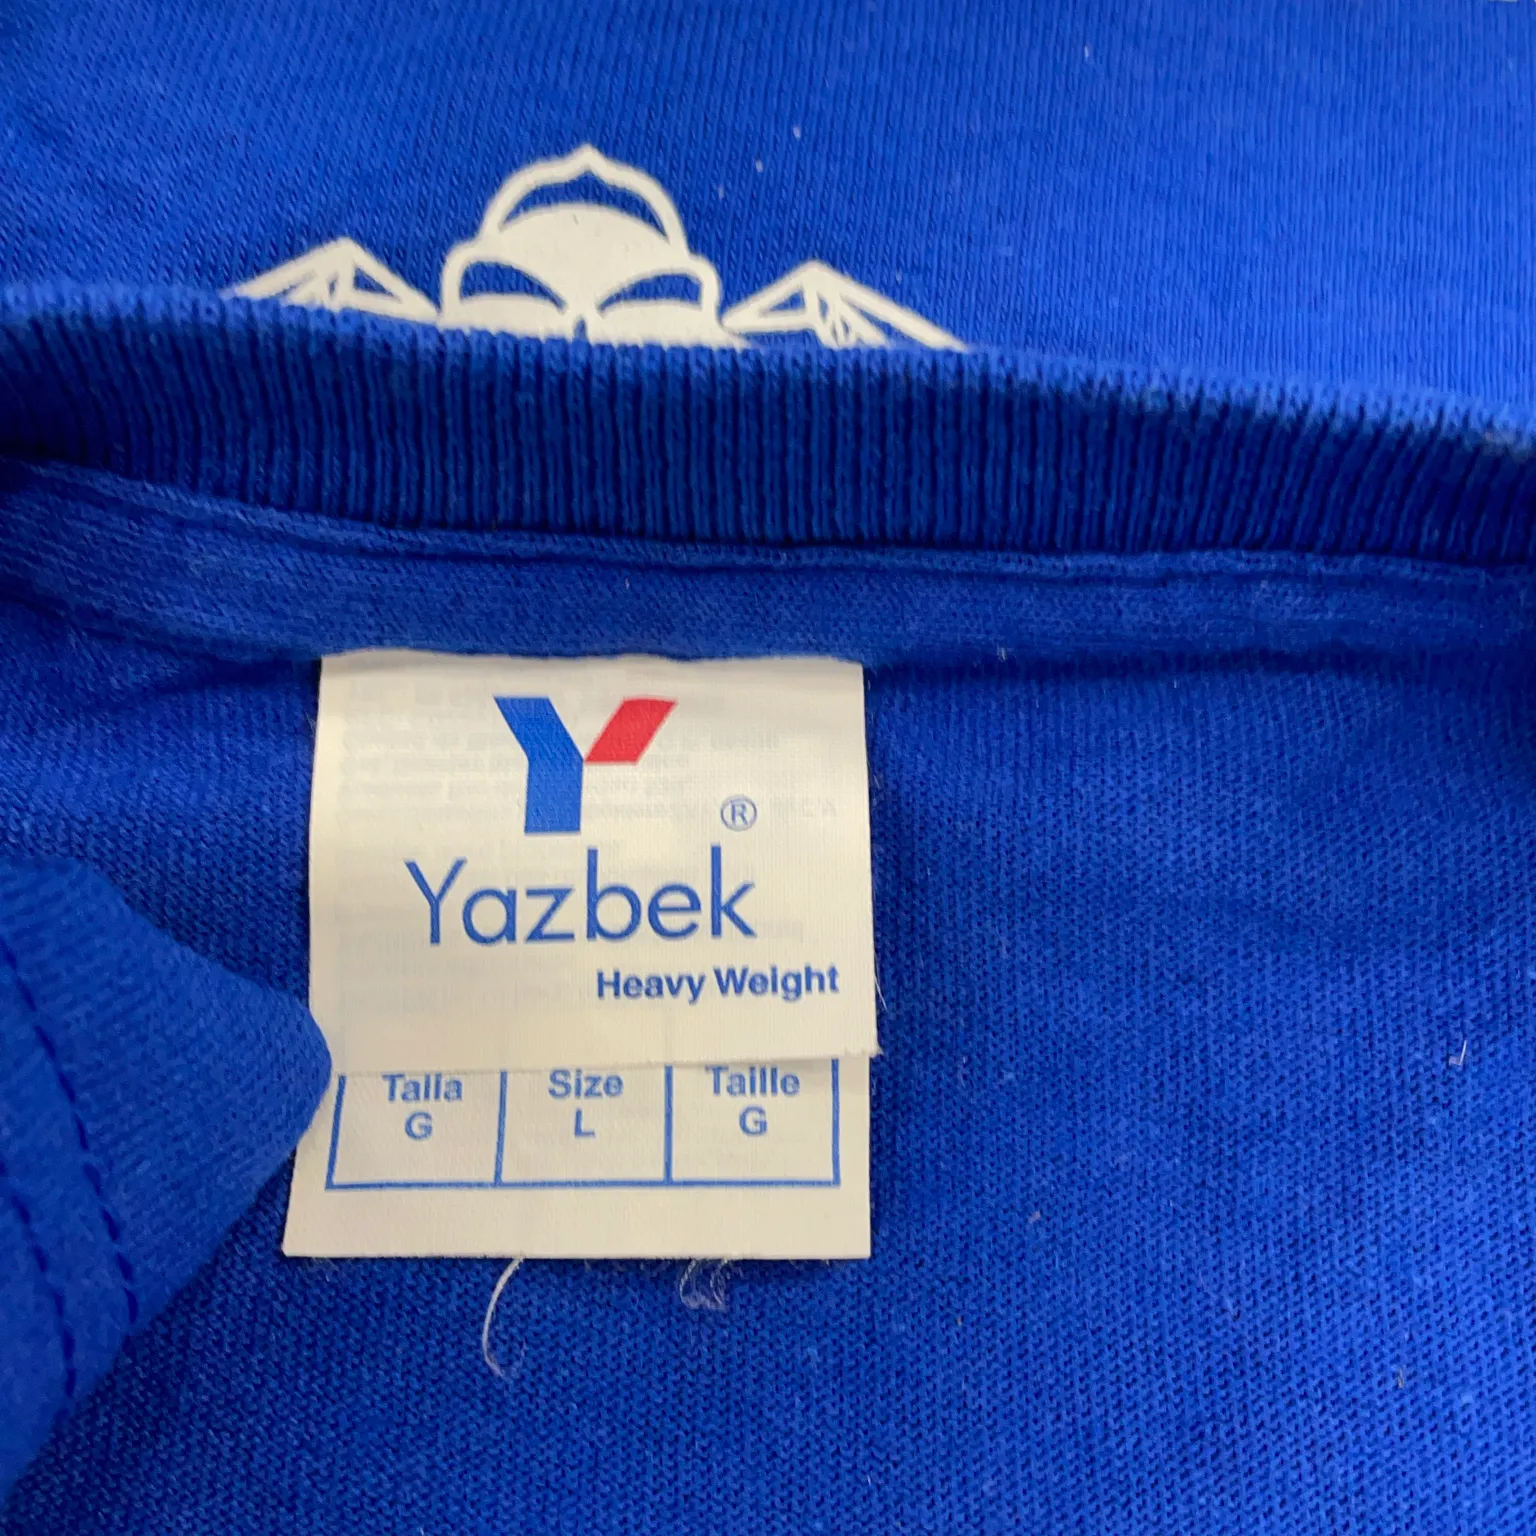 Y
®
Yazbek
Heavy Weight
Talla Size Taille
G L G